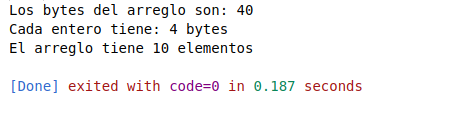 Los bytes del arreglo son: 40
Cada entero tiene: 4 bytes
El arreglo tiene 10 elementos
[Done] exited with code=0 in 0.187 seconds